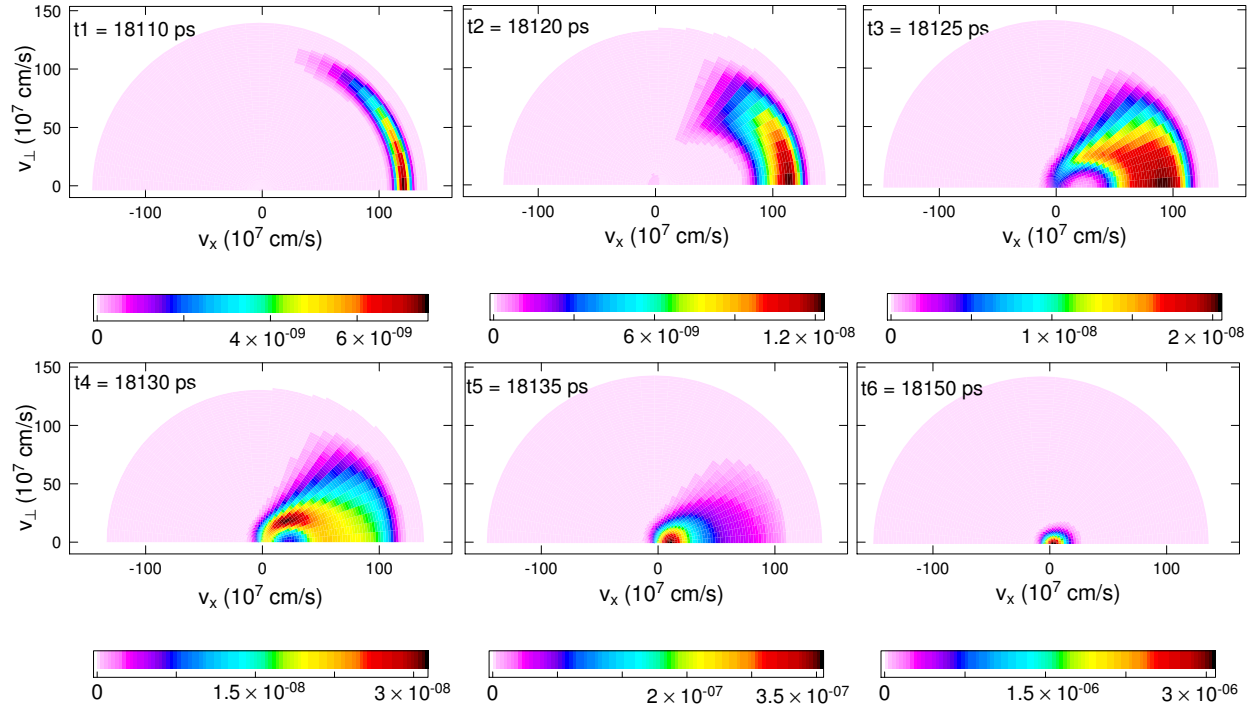 t1 = 18110 ps
t2 = 18120 ps
t3 = 18125 ps
150
100
50
0
v⊥ (10⁷ cm/s)
-100 0 100
-100 0 100
-100 0 100
vₓ (10⁷ cm/s)
vₓ (10⁷ cm/s)
vₓ (10⁷ cm/s)
0 4 × 10⁻⁰⁹ 6 × 10⁻⁰⁹
0 6 × 10⁻⁰⁹ 1.2 × 10⁻⁰⁸
0 1 × 10⁻⁰⁸ 2 × 10⁻⁰⁸
t4 = 18130 ps
t5 = 18135 ps
t6 = 18150 ps
150
100
50
0
v⊥ (10⁷ cm/s)
-100 0 100
-100 0 100
-100 0 100
vₓ (10⁷ cm/s)
vₓ (10⁷ cm/s)
vₓ (10⁷ cm/s)
0 1.5 × 10⁻⁰⁸ 3 × 10⁻⁰⁸
0 2 × 10⁻⁰⁷ 3.5 × 10⁻⁰⁷
0 1.5 × 10⁻⁰⁶ 3 × 10⁻⁰⁶